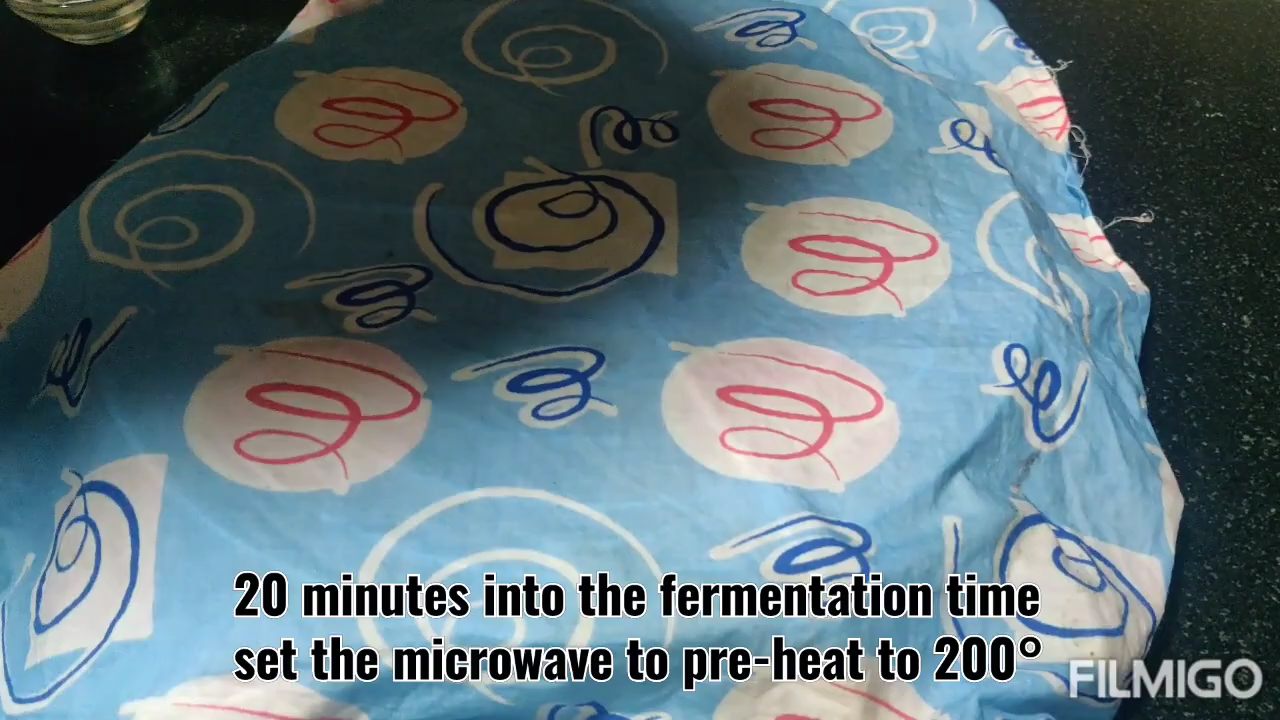 20 minutes into the fermentation time
set the microwave to pre-heat to 200°
FILMIGO